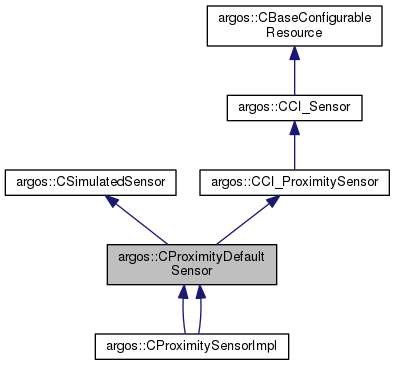 argos::CBaseConfigurable
Resource
argos::CCI_Sensor
argos::CSimulatedSensor
argos::CCI_ProximitySensor
argos::CProximityDefault
Sensor
argos::CProximitySensorImpl